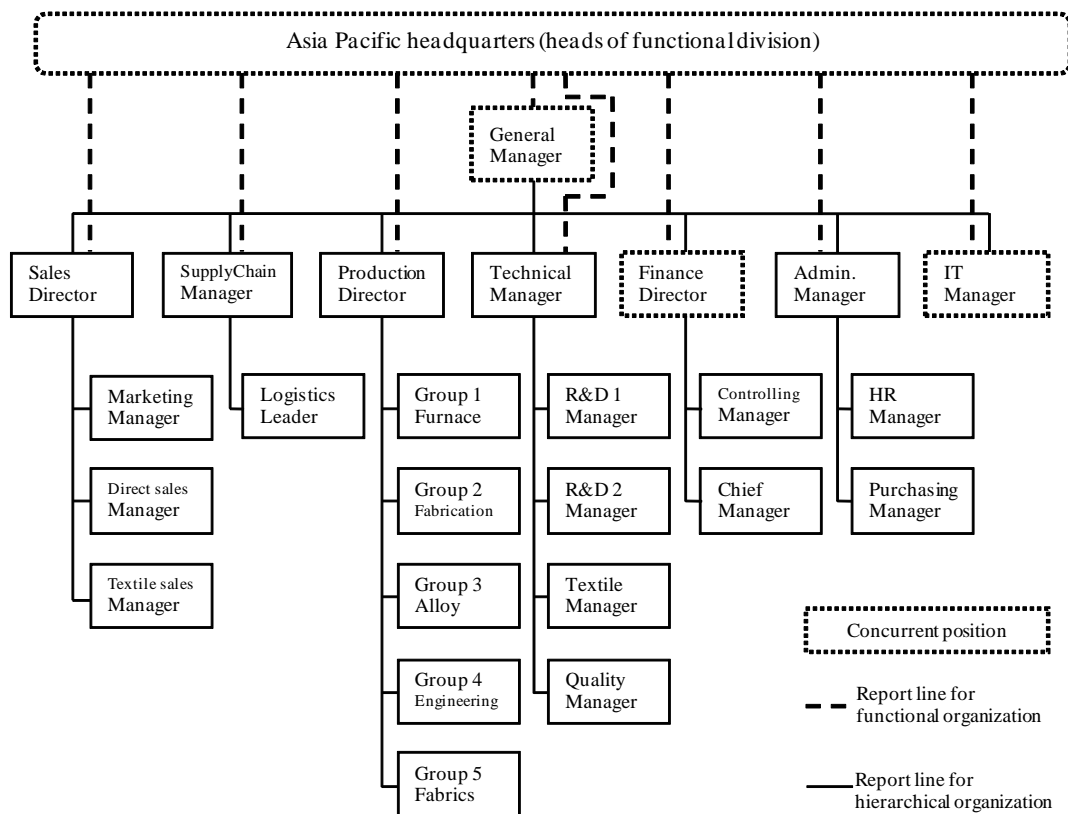 Asia Pacific headquarters (heads of functional division)
General
Manager
Sales
Director
SupplyChain
Manager
Production
Director
Technical
Manager
Finance
Director
Admin.
Manager
IT
Manager
Marketing
Manager
Direct sales
Manager
Textile sales
Manager
Logistics
Leader
Group 1
Furnace
Group 2
Fabrication
Group 3
Alloy
Group 4
Engineering
Group 5
Fabrics
R&D 1
Manager
R&D 2
Manager
Textile
Manager
Quality
Manager
Controlling
Manager
Chief
Manager
HR
Manager
Purchasing
Manager
Concurrent position
Report line for
functional organization
Report line for
hierarchical organization